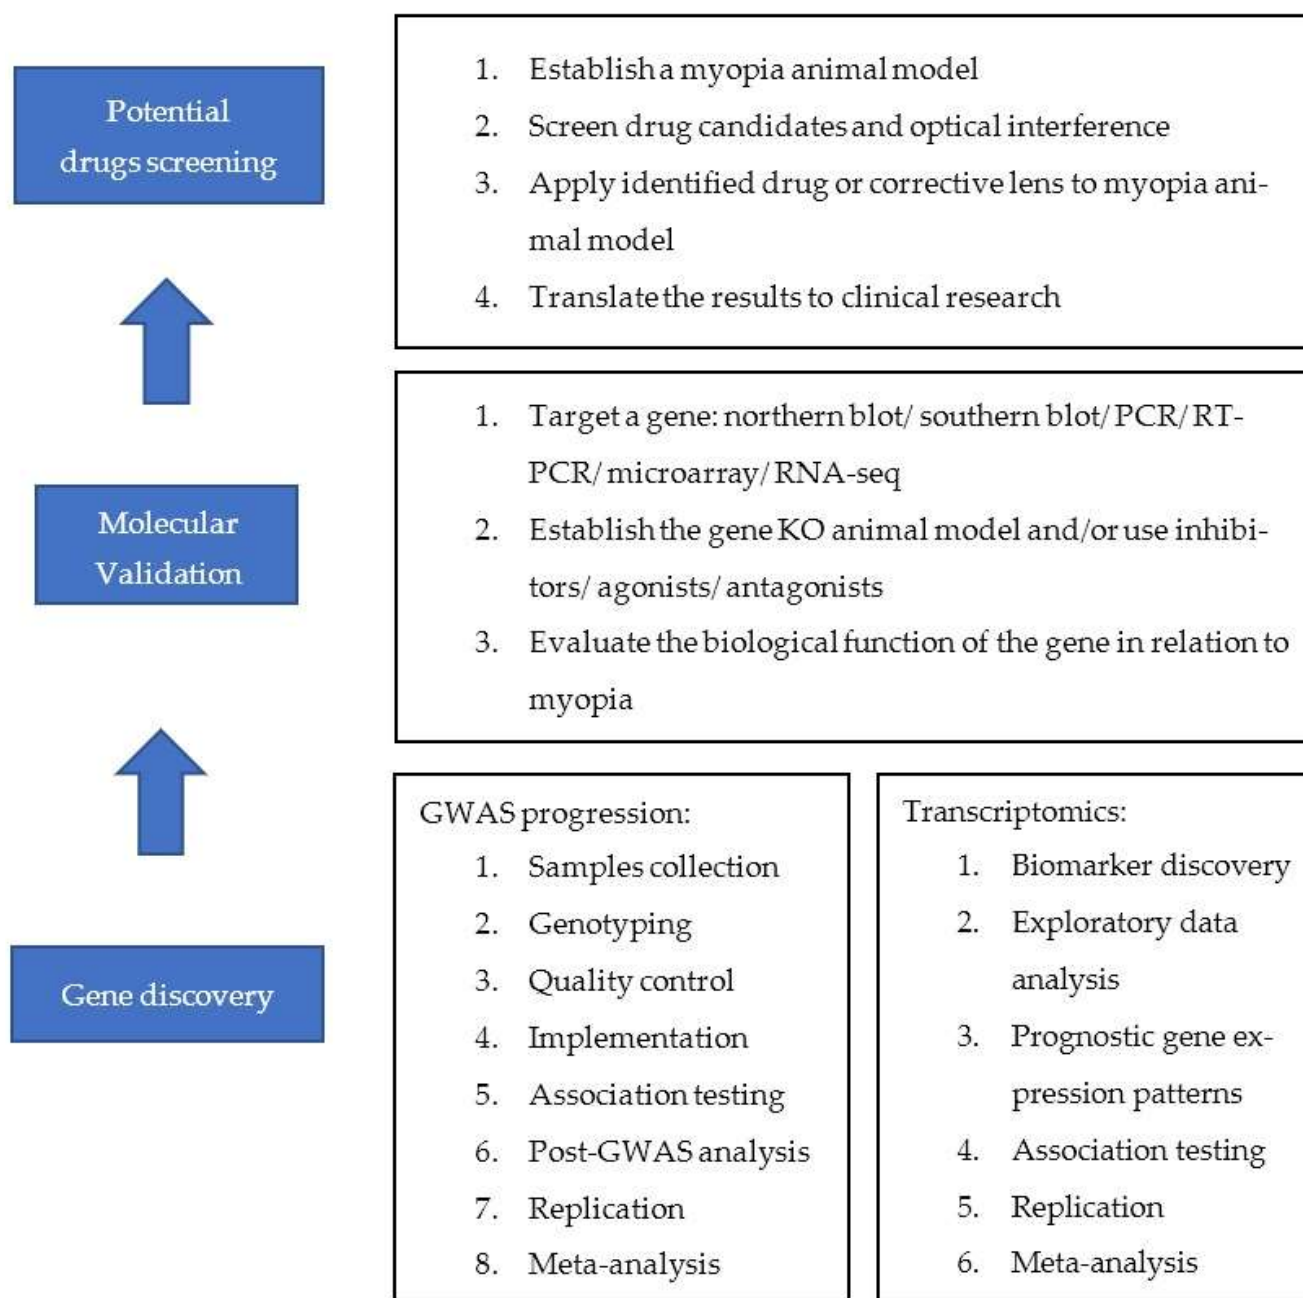 Potential
drugs screening
1. Establish a myopia animal model
2. Screen drug candidates and optical interference
3. Apply identified drug or corrective lens to myopia ani-
mal model
4. Translate the results to clinical research
Molecular
Validation
1. Target a gene: northern blot/ southern blot/ PCR/ RT-
PCR/ microarray/ RNA-seq
2. Establish the gene KO animal model and/or use inhibi-
tors/ agonists/ antagonists
3. Evaluate the biological function of the gene in relation to
myopia
Gene discovery
GWAS progression:
1. Samples collection
2. Genotyping
3. Quality control
4. Implementation
5. Association testing
6. Post-GWAS analysis
7. Replication
8. Meta-analysis
Transcriptomics:
1. Biomarker discovery
2. Exploratory data
analysis
3. Prognostic gene ex-
pression patterns
4. Association testing
5. Replication
6. Meta-analysis